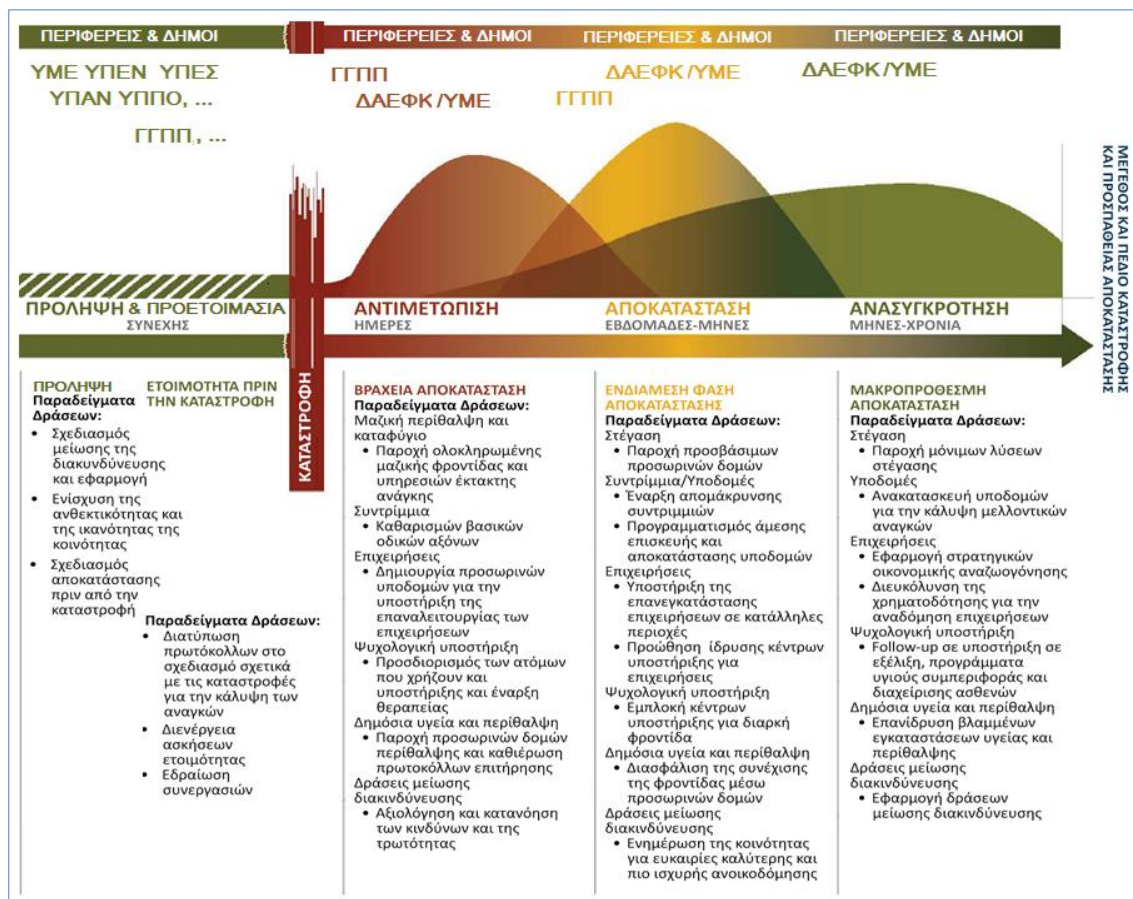 ΠΕΡΙΦΕΡΕΙΣ & ΔΗΜΟΙ
ΠΕΡΙΦΕΡΕΙΕΣ & ΔΗΜΟΙ
ΠΕΡΙΦΕΡΕΙΕΣ & ΔΗΜΟΙ
ΠΕΡΙΦΕΡΕΙΕΣ & ΔΗΜΟΙ
ΥΜΕ ΥΠΕΝ ΥΠΕΣ
ΥΠΑΝ ΥΠΠΟ, ...
ΓΓΠΠ, ...
ΓΓΠΠ
ΔΑΕΦΚ /ΥΜΕ
ΔΑΕΦΚ /ΥΜΕ
ΓΓΠΠ
ΔΑΕΦΚ /ΥΜΕ
ΜΕΓΕΘΟΣ ΚΑΙ ΠΕΔΙΟ ΚΑΤΑΣΤΡΟΦΗΣ
ΚΑΙ ΠΡΟΣΠΑΘΕΙΑΣ ΑΠΟΚΑΤΑΣΤΑΣΗΣ
ΠΡΟΛΗΨΗ & ΠΡΟΕΤΟΙΜΑΣΙΑ
ΣΥΝΕΧΗΣ
ΑΝΤΙΜΕΤΩΠΙΣΗ
ΗΜΕΡΕΣ
ΑΠΟΚΑΤΑΣΤΑΣΗ
ΕΒΔΟΜΑΔΕΣ-ΜΗΝΕΣ
ΑΝΑΣΥΓΚΡΟΤΗΣΗ
ΜΗΝΕΣ-ΧΡΟΝΙΑ
ΚΑΤΑΣΤΡΟΦΗ
ΠΡΟΛΗΨΗ
Παραδείγματα
Δράσεων:
• Σχεδιασμός
μείωσης της
διακυνδύνευσης
και εφαρμογή
• Ενίσχυση της
ανθεκτικότητας και
της ικανότητας της
κοινότητας
• Σχεδιασμός
αποκατάστασης
πριν από την
καταστροφή
ΕΤΟΙΜΟΤΗΤΑ ΠΡΙΝ
ΤΗΝ ΚΑΤΑΣΤΡΟΦΗ
Παραδείγματα Δράσεων:
• Διατύπωση
πρωτόκολλων στο
σχεδιασμό σχετικά
με τις καταστροφές
για την κάλυψη των
αναγκών
• Διενέργεια
ασκήσεων
ετοιμότητας
• Εδραίωση
συνεργασιών
ΒΡΑΧΕΙΑ ΑΠΟΚΑΤΑΣΤΑΣΗ
Παραδείγματα Δράσεων:
Μαζική περίθαλψη και
καταφύγιο
• Παροχή ολοκληρωμένης
μαζικής φροντίδας και
υπηρεσιών έκτακτης
ανάγκης
Συντρίμμια
• Καθαρισμών βασικών
οδικών αξόνων
Επιχειρήσεις
• Δημιουργία προσωρινών
υποδομών για την
υποστήριξη της
επαναλειτουργίας των
επιχειρήσεων
Ψυχολογική υποστήριξη
• Προσδιορισμός των ατόμων
που χρήζουν και
υποστήριξης και έναρξη
θεραπείας
Δημόσια υγεία και περίθαλψη
• Παροχή προσωρινών δομών
περίθαλψης και καθιέρωση
πρωτοκόλλων επιτήρησης
Δράσεις μείωσης
διακινδύνευσης
• Αξιολόγηση και κατανόηση
των κινδύνων και της
τρωτότητας
ΕΝΔΙΑΜΕΣΗ ΦΑΣΗ
ΑΠΟΚΑΤΑΣΤΑΣΗΣ
Παραδείγματα Δράσεων:
Στέγαση
• Παροχή προσβάσιμων
προσωρινών δομών
Συντρίμμια/Υποδομές
• Έναρξη απομάκρυνσης
συντριμμιών
• Προγραμματισμός άμεσης
επισκευής και
αποκατάστασης υποδομών
Επιχειρήσεις
• Υποστήριξη της
επανεγκατάστασης
επιχειρήσεων σε κατάλληλες
περιοχές
• Προώθηση ίδρυσης κέντρων
υποστήριξης για
επιχειρήσεις
Ψυχολογική υποστήριξη
• Εμπλοκή κέντρων
υποστήριξης για διαρκή
φροντίδα
Δημόσια υγεία και περίθαλψη
• Διασφάλιση της συνέχισης
της φροντίδας μέσω
προσωρινών δομών
Δράσεις μείωσης
διακινδύνευσης
• Ενημέρωση της κοινότητας
για ευκαιρίες καλύτερης και
πιο ισχυρής ανοικοδόμησης
ΜΑΚΡΟΠΡΟΘΕΣΜΗ
ΑΠΟΚΑΤΑΣΤΑΣΗ
Παραδείγματα Δράσεων:
Στέγαση
• Παροχή μόνιμων λύσεων
στέγασης
Υποδομές
• Ανακατασκευή υποδομών
για την κάλυψη μελλοντικών
αναγκών
Επιχειρήσεις
• Εφαρμογή στρατηγικών
οικονομικής αναζωογόνησης
• Διευκόλυνση της
χρηματοδότησης για την
αναδόμηση επιχειρήσεων
Ψυχολογική υποστήριξη
• Follow-up σε υποστήριξη σε
εξέλιξη, προγράμματα
υγιούς συμπεριφοράς και
διαχείρισης ασθενών
Δημόσια υγεία και περίθαλψη
• Επανίδρυση βλαμμένων
εγκαταστάσεων υγείας και
περίθαλψης
Δράσεις μείωσης
διακινδύνευσης:
• Εφαρμογή δράσεων
μείωσης διακινδύνευσης